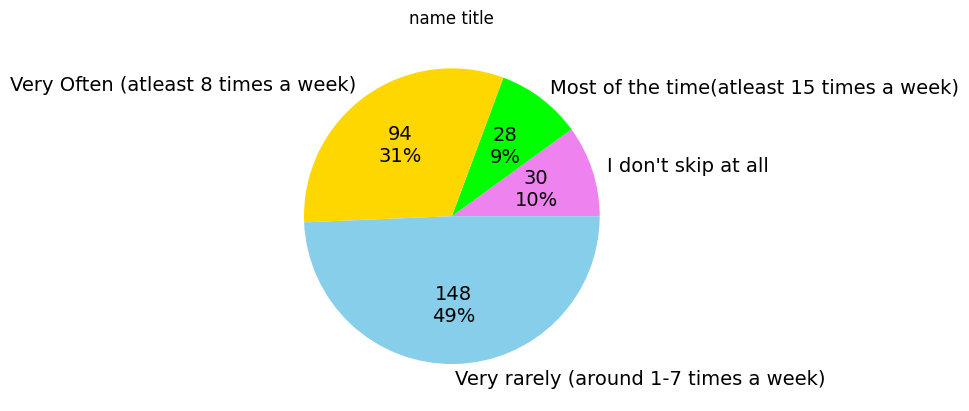 name title
Very Often (atleast 8 times a week)
Most of the time(atleast 15 times a week)
94
31%
28
9%
I don't skip at all
30
10%
148
49%
Very rarely (around 1-7 times a week)